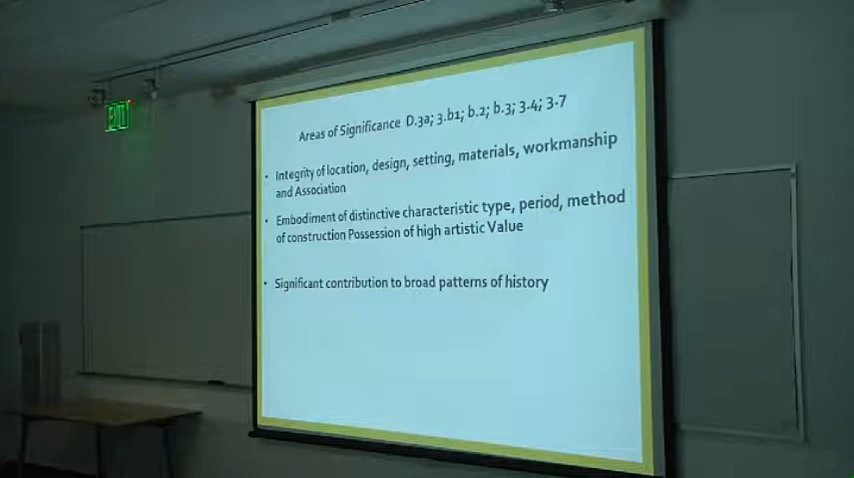 EXIT
Areas of Significance D.3a; 3.b1; b.2; b.3; 3.4; 3.7
• Integrity of location, design, setting, materials, workmanship
and Association
• Embodiment of distinctive characteristic type, period, method
of construction Possession of high artistic Value
• Significant contribution to broad patterns of history